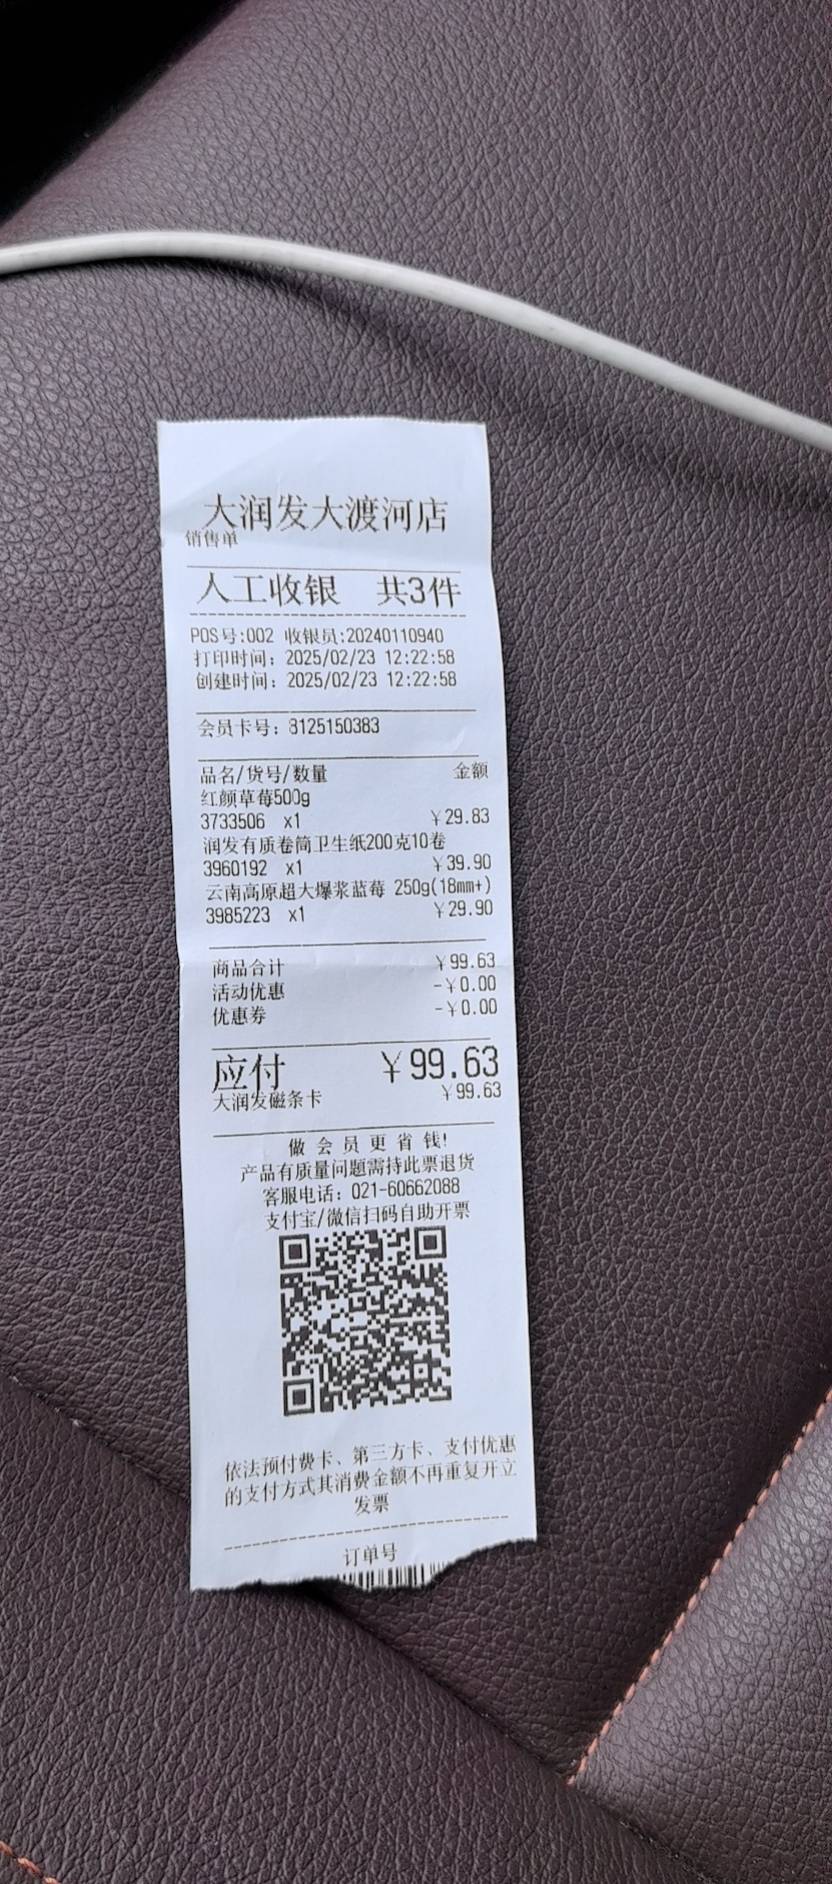 大润发大渡河店
销售单
人工收银 共3件
POS号:002 收银员:20240110940
打印时间: 2025/02/23 12:22:58
创建时间: 2025/02/23 12:22:58
会员卡号: 8125150383
品名/货号/数量 金额
红颜草莓500g
3733506 x1 ¥29.83
润发有质卷筒卫生纸200克10卷
3960192 x1 ¥39.90
云南高原超大爆浆蓝莓 250g(18mm+)
3985223 x1 ¥29.90
商品合计 ¥99.63
活动优惠 -¥0.00
优惠券 -¥0.00
应付 ¥99.63
大润发磁条卡 ¥99.63
做会员更省钱!
产品有质量问题需持此票退货
客服电话: 021-60662088
支付宝/微信扫码自助开票
依法预付费卡、第三方卡、支付优惠
的支付方式其消费金额不再重复开立
发票
订单号